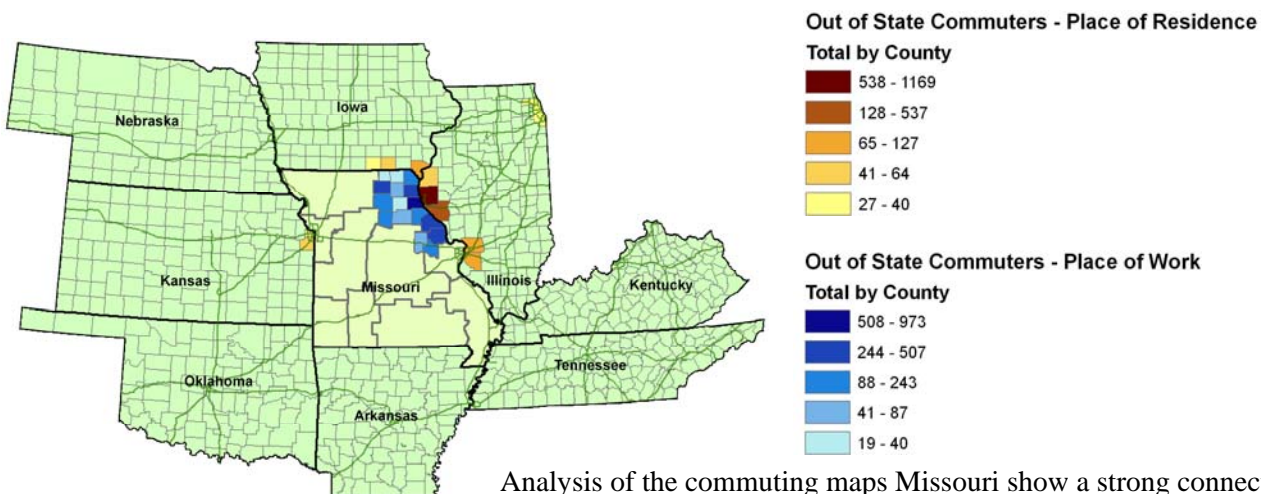 Out of State Commuters - Place of Residence
Total by County
538 - 1169
128 - 537
65 - 127
41 - 64
27 - 40
Out of State Commuters - Place of Work
Total by County
508 - 973
244 - 507
88 - 243
41 - 87
19 - 40
Nebraska
Iowa
Kansas
Missouri
Illinois
Kentucky
Oklahoma
Arkansas
Tennessee
Analysis of the commuting maps Missouri show a strong connec